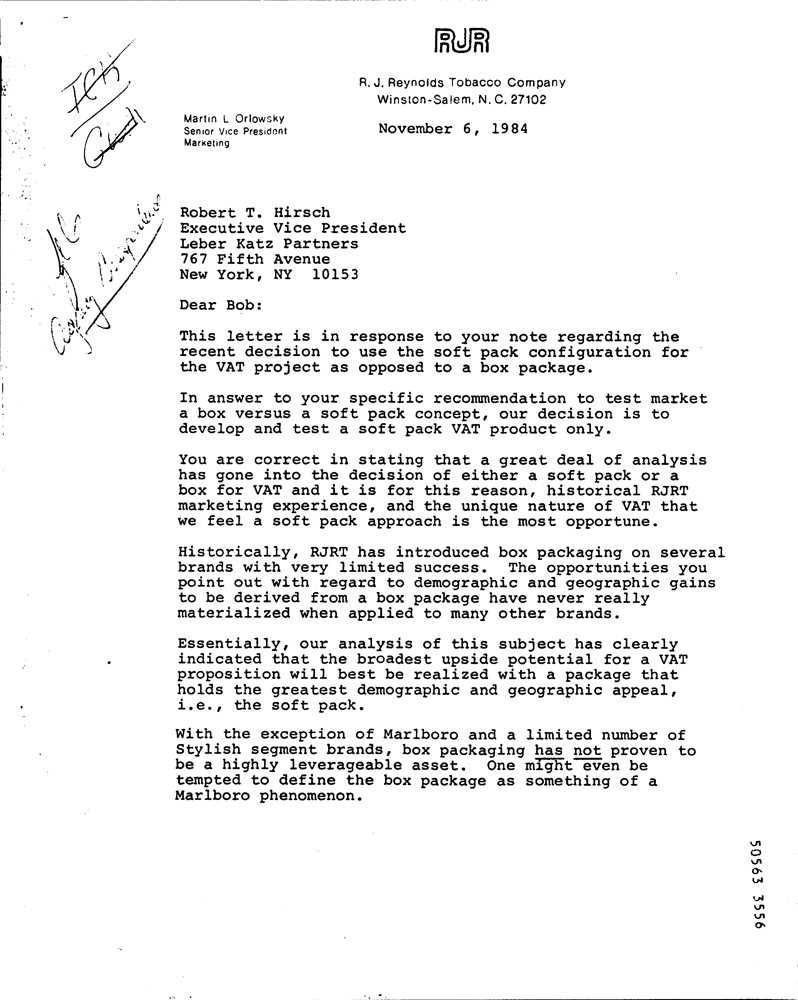 RJR
R. J. Reynolds Tobacco Company
Winston-Salem, N. C. 27102
Martin L Orlowsky
Senior Vice President
Marketing
November 6, 1984
Robert T. Hirsch
Executive Vice President
Leber Katz Partners
767 Fifth Avenue
New York, NY 10153
Dear Bob:
This letter is in response to your note regarding the
recent decision to use the soft pack configuration for
the VAT project as opposed to a box package.
In answer to your specific recommendation to test market
a box versus a soft pack concept, our decision is to
develop and test a soft pack VAT product only.
You are correct in stating that a great deal of analysis
has gone into the decision of either a soft pack or a
box for VAT and it is for this reason, historical RJRT
marketing experience, and the unique nature of VAT that
we feel a soft pack approach is the most opportune.
Historically, RJRT has introduced box packaging on several
brands with very limited success. The opportunities you
point out with regard to demographic and geographic gains
to be derived from a box package have never really
materialized when applied to many other brands.
Essentially, our analysis of this subject has clearly
indicated that the broadest upside potential for a VAT
proposition will best be realized with a package that
holds the greatest demographic and geographic appeal,
i.e., the soft pack.
With the exception of Marlboro and a limited number of
Stylish segment brands, box packaging has not proven to
be a highly leverageable asset. One might even be
tempted to define the box package as something of a
Marlboro phenomenon.
50563 3556